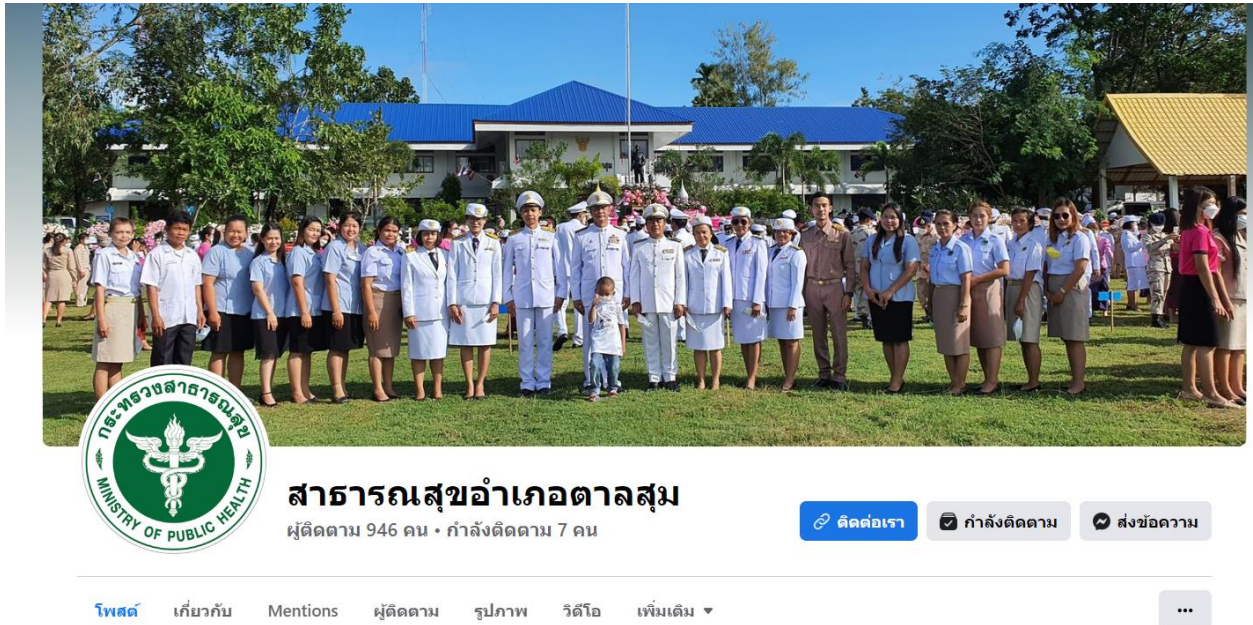 กระทรวงสาธารณสุข
MINISTRY OF PUBLIC HEALTH
สาธารณสุขอำเภอตาลสุม
ผู้ติดตาม 946 คน • กำลังติดตาม 7 คน
ติดต่อเรา กำลังติดตาม ส่งข้อความ
โพสต์ เกี่ยวกับ Mentions ผู้ติดตาม รูปภาพ วิดีโอ เพิ่มเติม